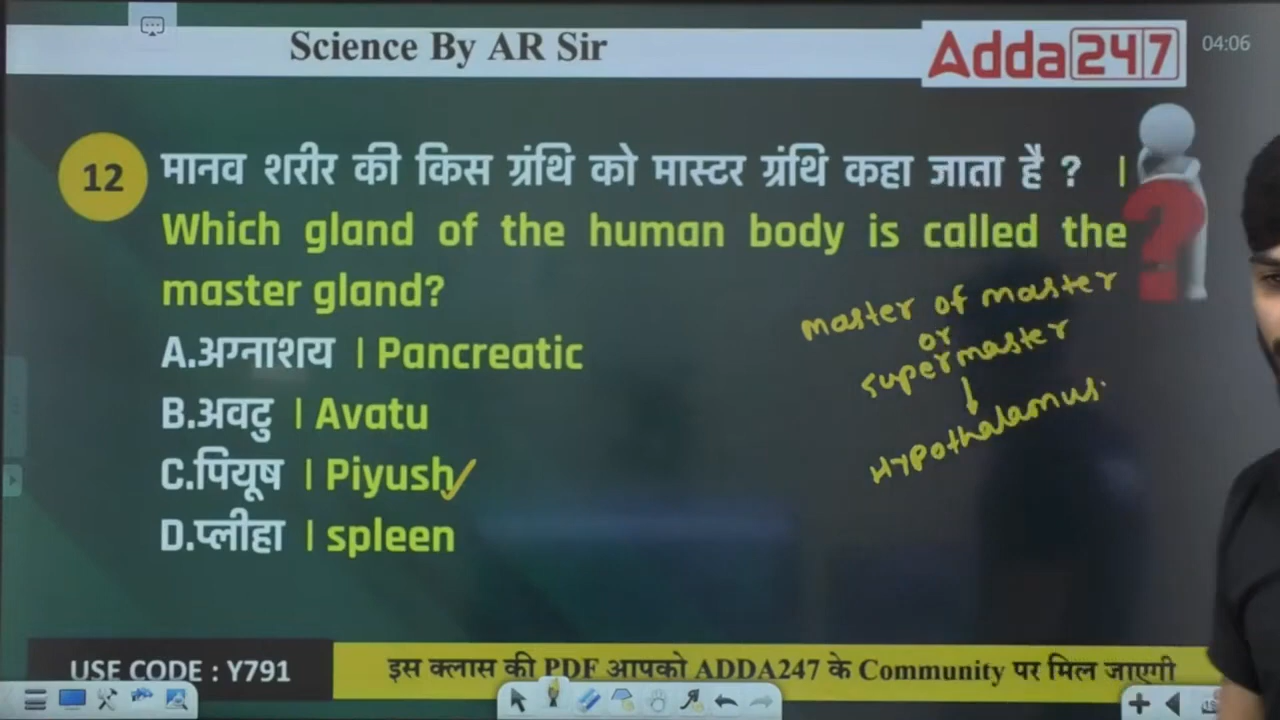 Science By AR Sir
Adda247
04:06
12
मानव शरीर की किस ग्रंथि को मास्टर ग्रंथि कहा जाता है ? |
Which gland of the human body is called the
master gland?
A.अग्नाशय | Pancreatic
B.अवटु | Avatu
C.पियूष | Piyush
D.प्लीहा | spleen
master of master
or
supermaster
Hypothalamus.
USE CODE : Y791
इस क्लास की PDF आपको ADDA247 के Community पर मिल जाएगी